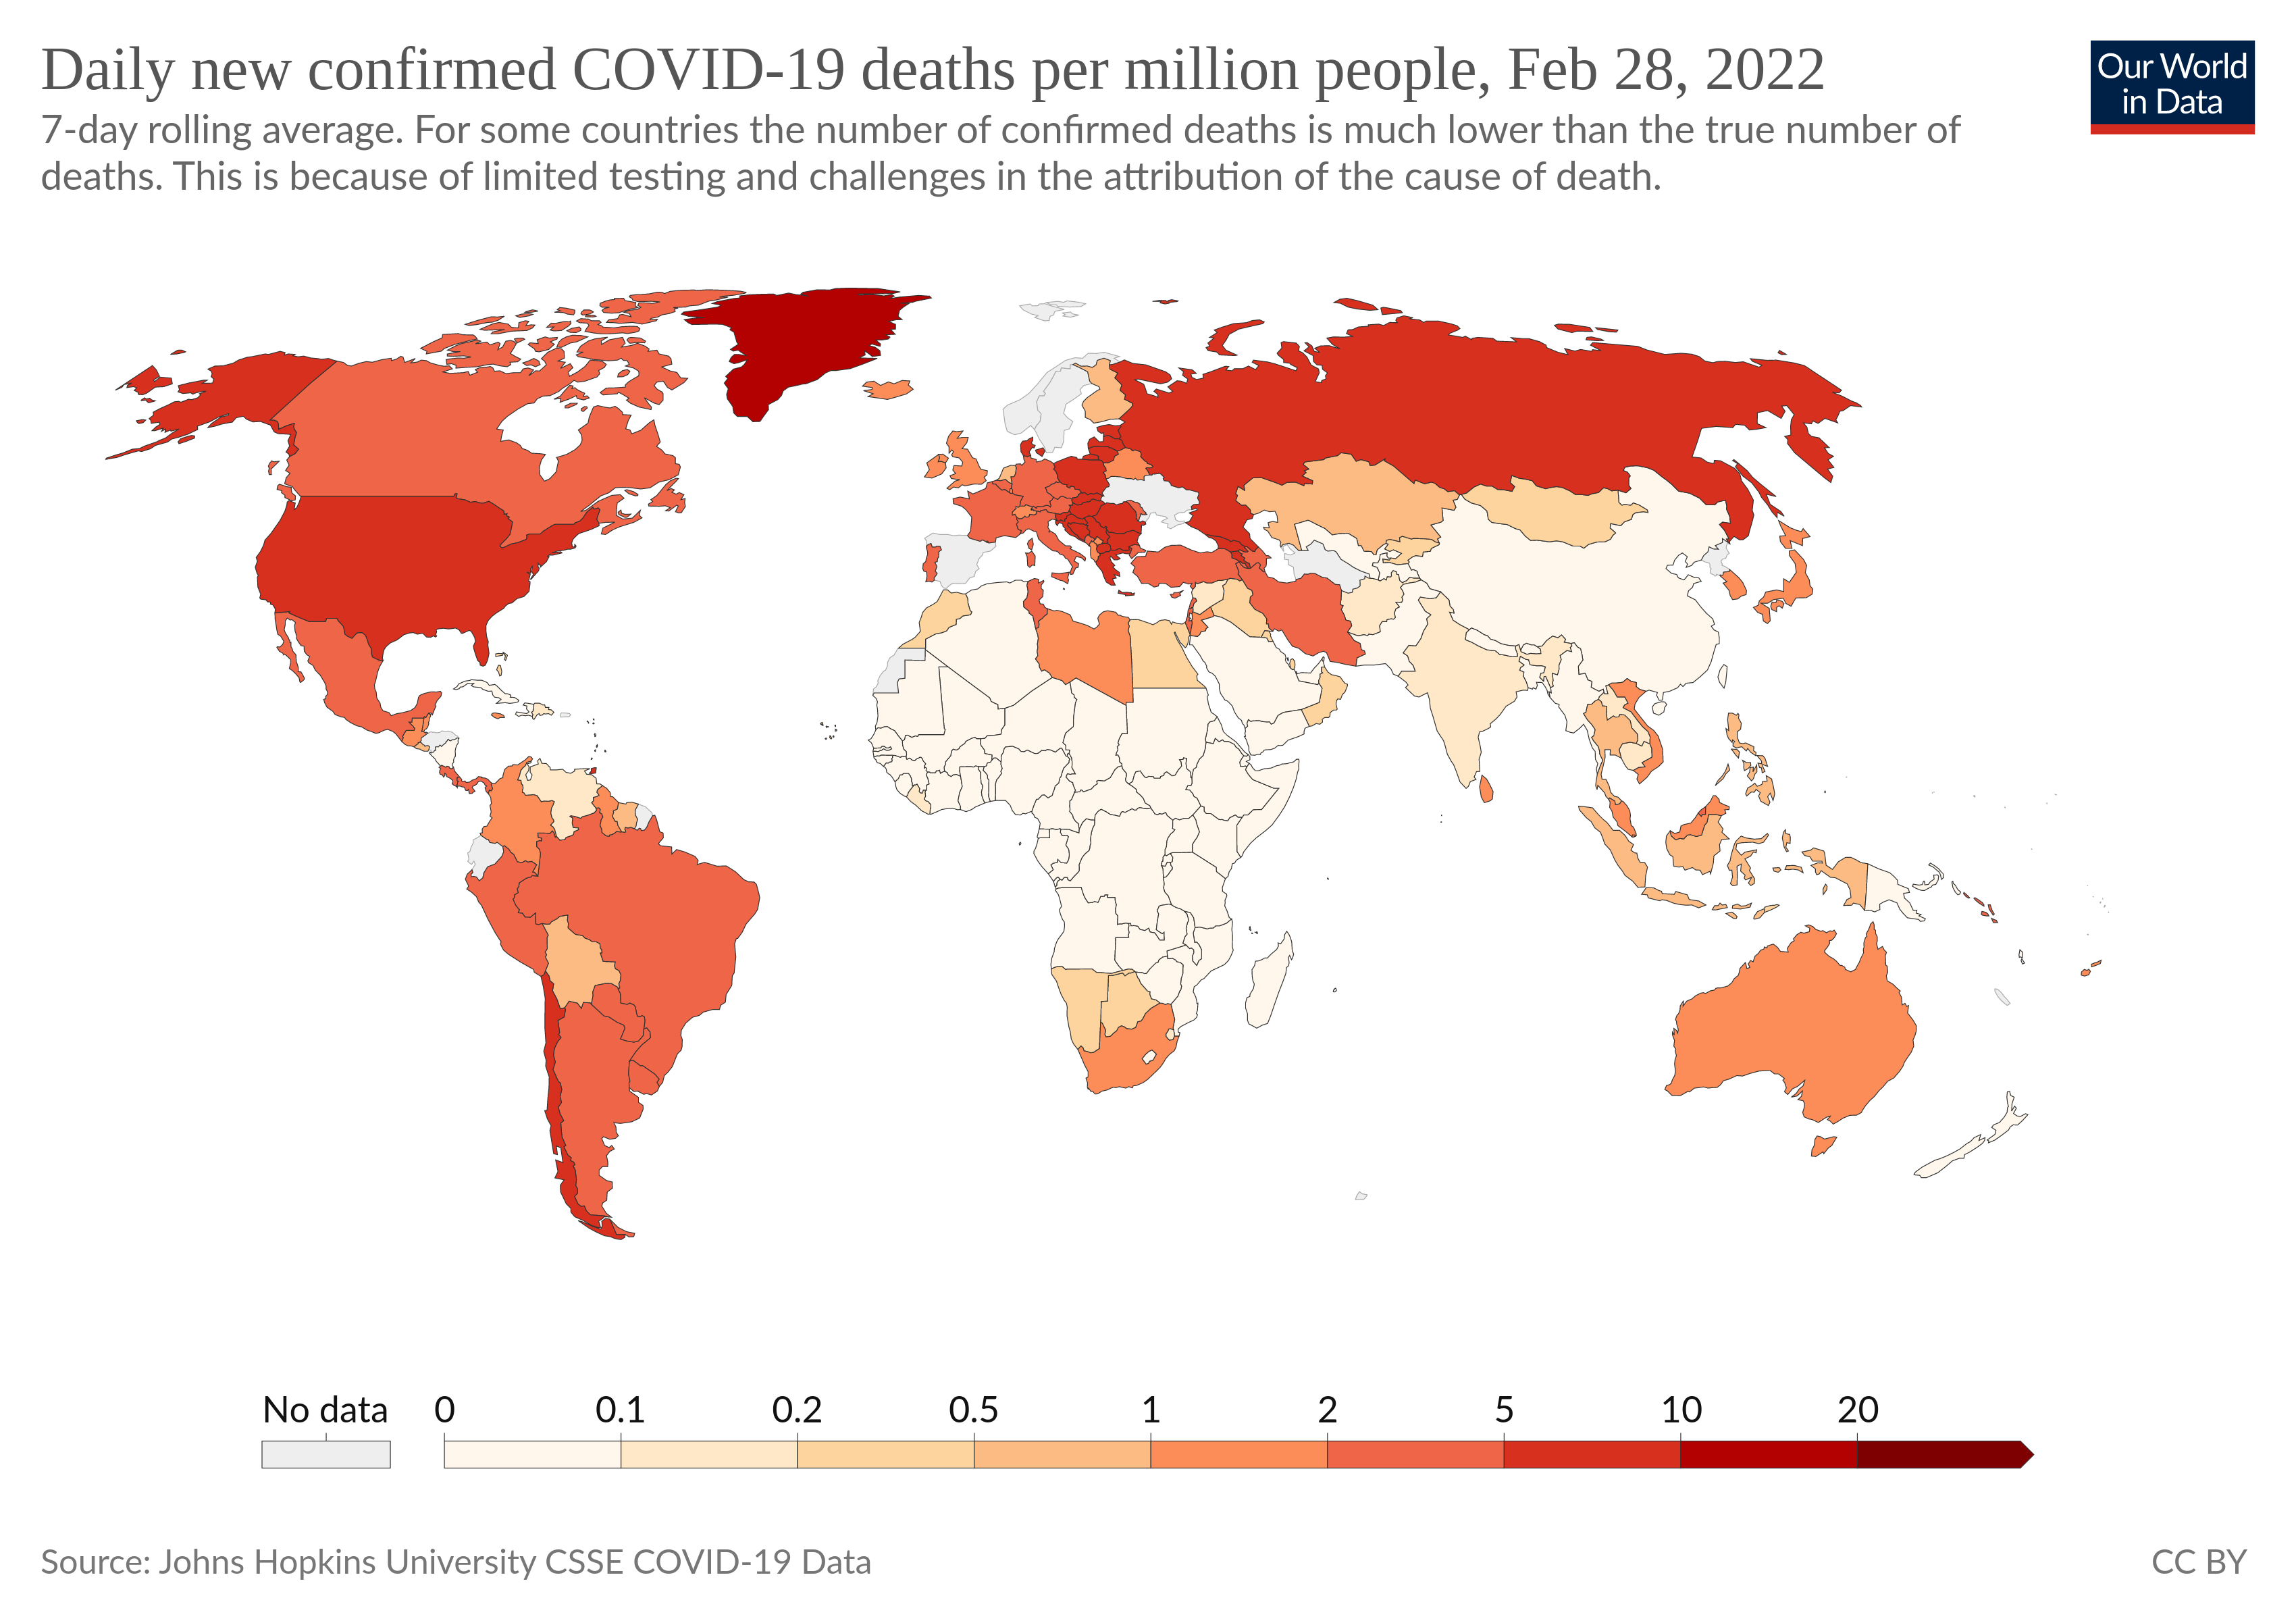 Daily new confirmed COVID-19 deaths per million people, Feb 28, 2022
Our World
in Data
7-day rolling average. For some countries the number of confirmed deaths is much lower than the true number of
deaths. This is because of limited testing and challenges in the attribution of the cause of death.
No data 0 0.1 0.2 0.5 1 2 5 10 20
Source: Johns Hopkins University CSSE COVID-19 Data
CC BY